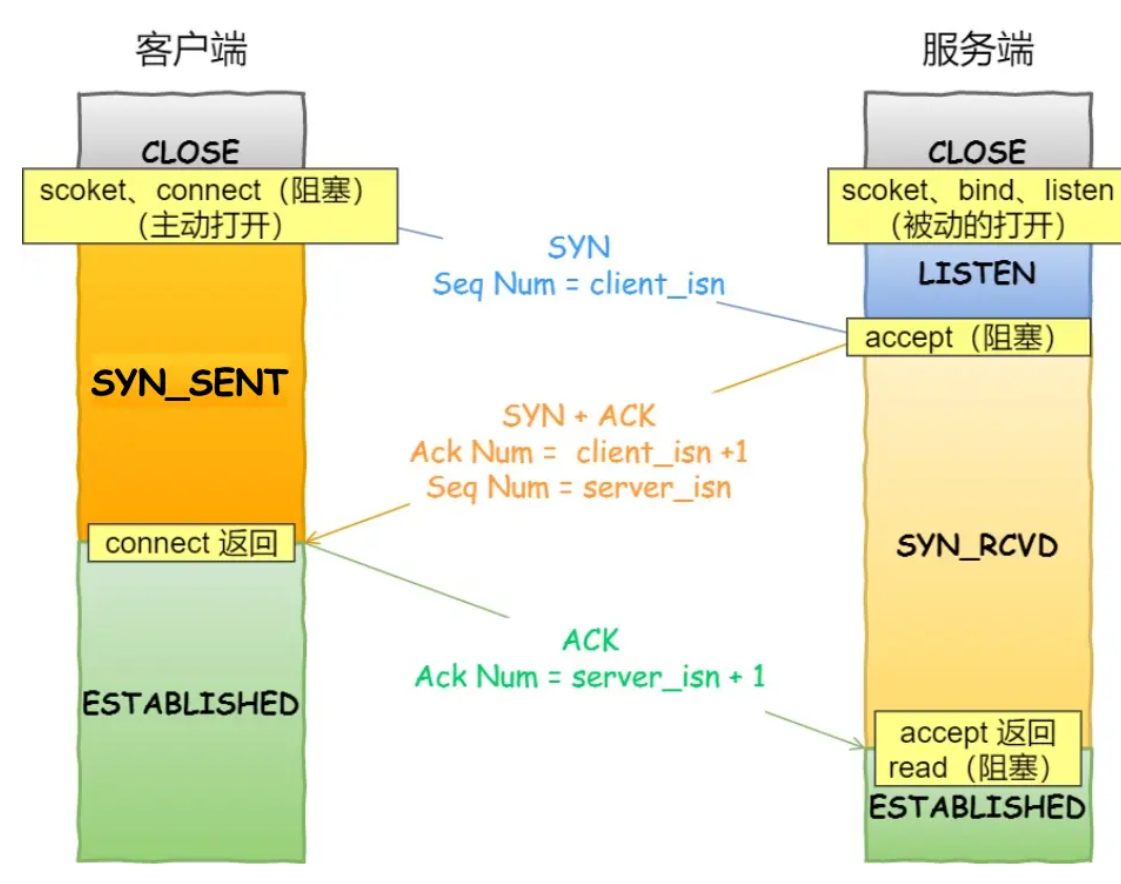 客户端
服务端
CLOSE
CLOSE
scoket、connect（阻塞）
（主动打开）
scoket、bind、listen
（被动的打开）
SYN
Seq Num = client_isn
LISTEN
accept（阻塞）
SYN_SENT
SYN + ACK
Ack Num = client_isn +1
Seq Num = server_isn
connect 返回
SYN_RCVD
ACK
Ack Num = server_isn + 1
ESTABLISHED
accept 返回
read（阻塞）
ESTABLISHED